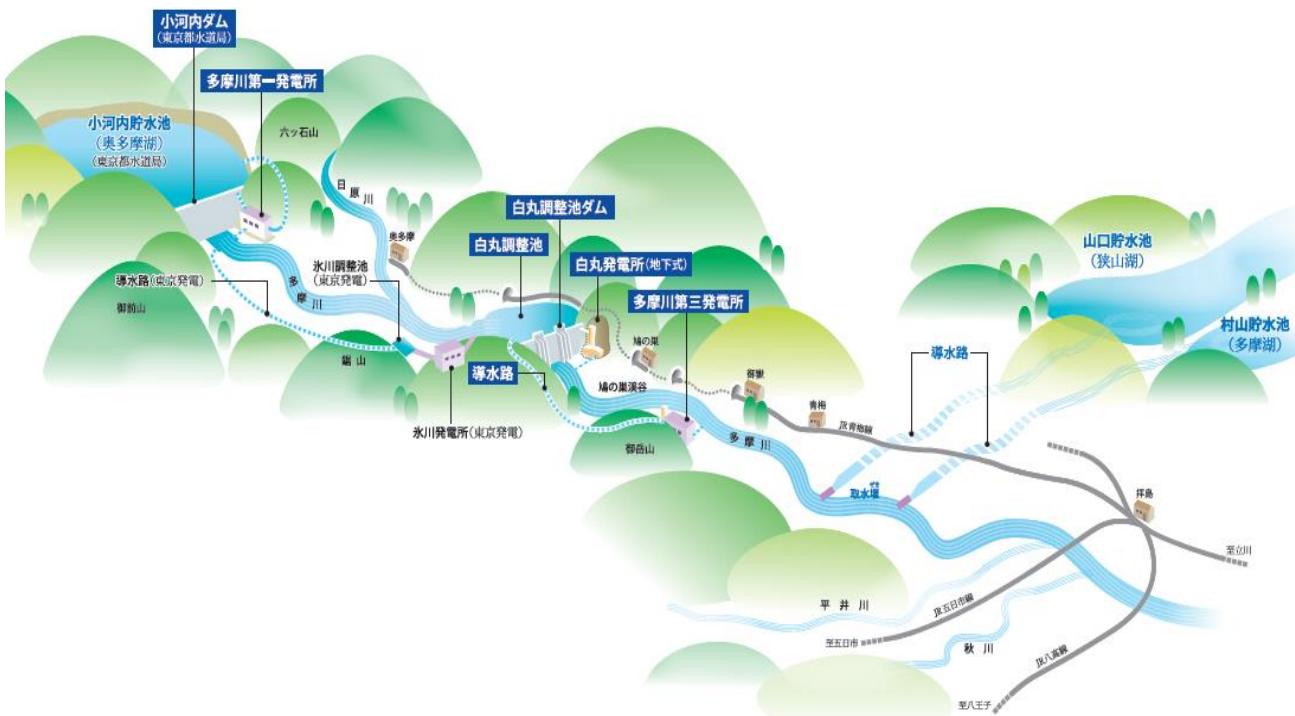 小河内ダム
(東京都水道局)
多摩川第一発電所
小河内貯水池
(奥多摩湖)
(東京都水道局)
六ッ石山
日原川
奥多摩
白丸調整池ダム
白丸調整池
白丸発電所(地下式)
多摩川第三発電所
山口貯水池
(狭山湖)
村山貯水池
(多摩湖)
導水路(東京発電)
御前山
多摩川
氷川調整池
(東京発電)
鋸山
導水路
鳩の巣
鳩の巣渓谷
御嶽
青梅
JR青梅線
導水路
氷川発電所(東京発電)
御岳山
多摩川
取水堰
ぜき
拝島
至立川
平井川
JR五日市線
至五日市
秋川
JR八高線
至八王子